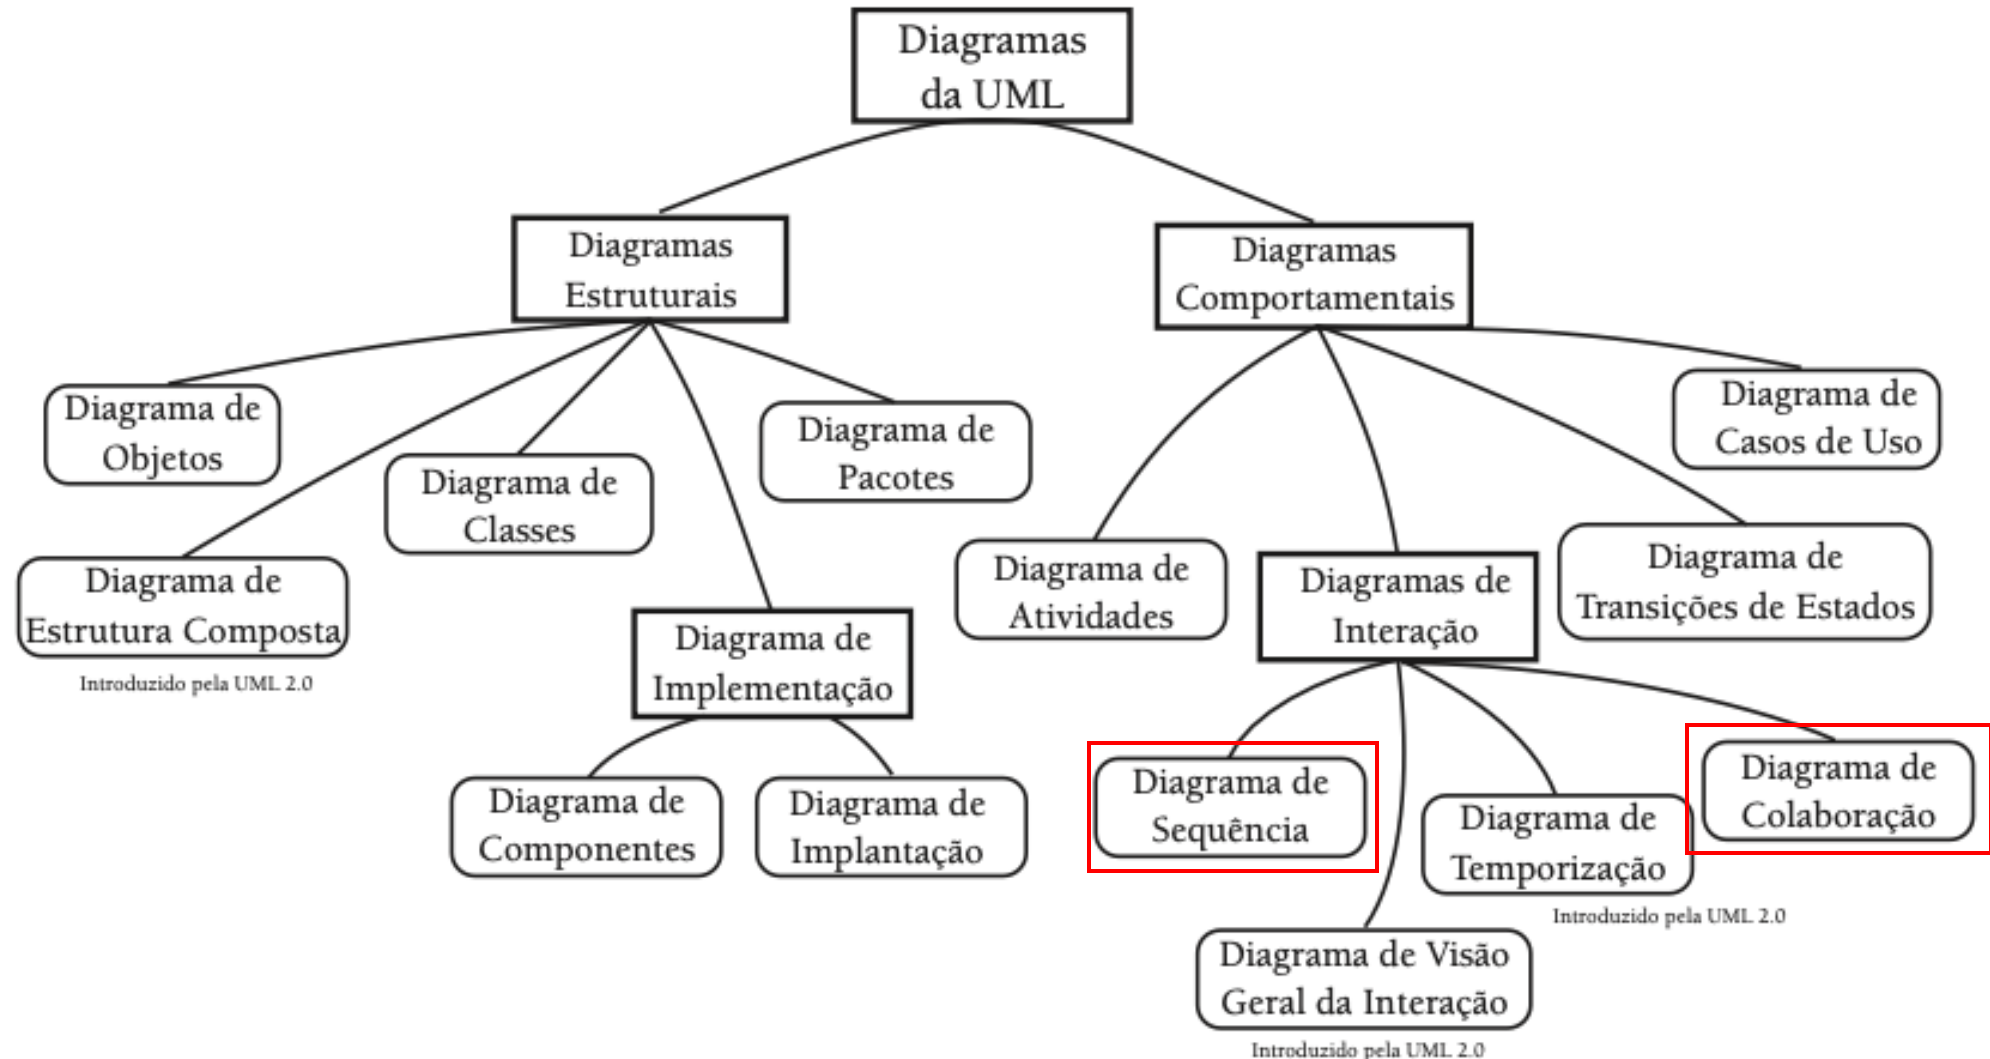 Diagramas
da UML
Diagramas
Estruturais
Diagramas
Comportamentais
Diagrama de
Objetos
Diagrama de
Classes
Diagrama de
Pacotes
Diagrama de
Casos de Uso
Diagrama de
Estrutura Composta
Introduzido pela UML 2.0
Diagrama de
Implementação
Diagrama de
Atividades
Diagramas de
Interação
Diagrama de
Transições de Estados
Diagrama de
Componentes
Diagrama de
Implantação
Diagrama de
Sequência
Diagrama de
Temporização
Introduzido pela UML 2.0
Diagrama de
Colaboração
Diagrama de Visão
Geral da Interação
Introduzido pela UML 2.0